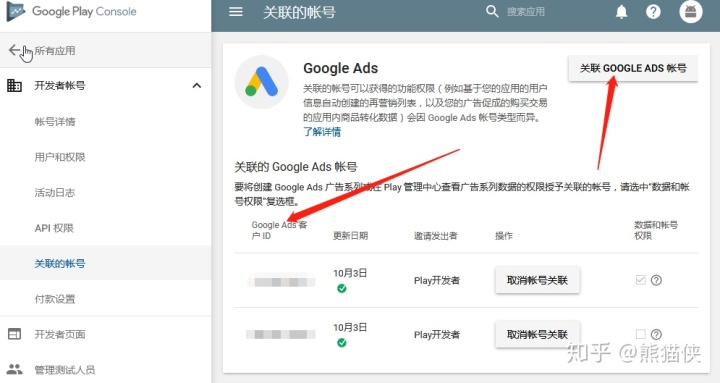 Google Play Console
关联的帐号
搜索应用
所有应用
开发者帐号
帐号详情
用户和权限
活动日志
API 权限
关联的帐号
付款设置
开发者页面
管理测试人员
Google Ads
关联 GOOGLE ADS 帐号
关联的帐号可以获得的功能权限（例如基于您的应用的用户
信息自动创建的再营销列表，以及您的广告促成的购买交易
的应用内商品转化数据）会因 Google Ads 帐号类型而异。
了解详情
关联的 Google Ads 帐号
要将创建 Google Ads 广告系列或在 Play 管理中心查看广告系列数据的权限授予关联的帐号，请选中"数据和帐
号权限"复选框。
Google Ads 客
户 ID
更新日期
邀请发出者
操作
数据和帐号
权限
10月3日
Play开发者
取消帐号关联
10月3日
Play开发者
取消帐号关联
知乎 @熊猫侠